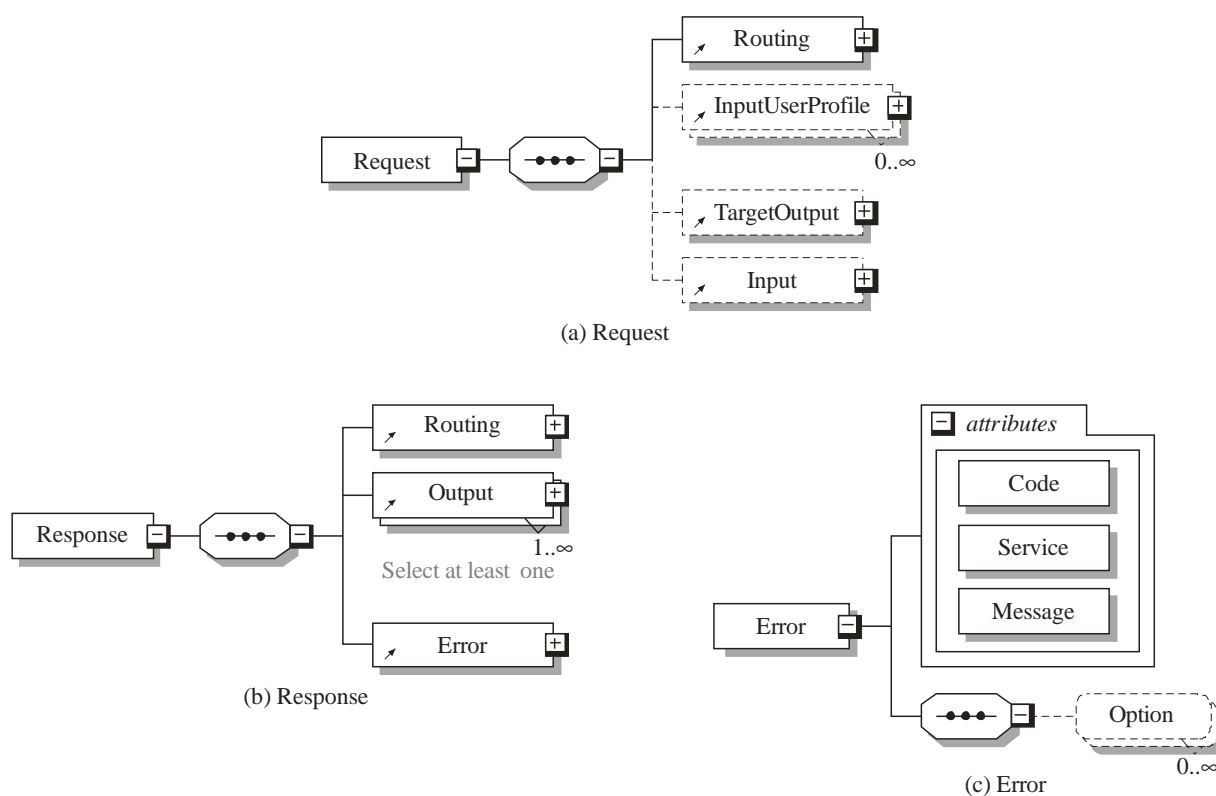 Routing
InputUserProfile
0..∞
Request
TargetOutput
Input
(a) Request
Routing
Output
1..∞
Select at least one
Response
Error
(b) Response
attributes
Code
Service
Message
Error
Option
0..∞
(c) Error